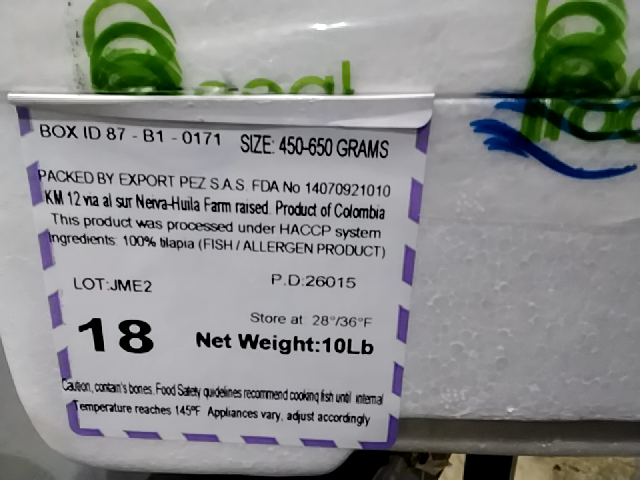 BOX ID 87 - B1 - 0171 SIZE: 450-650 GRAMS
PACKED BY EXPORT PEZ S.A.S. FDA No 14070921010
KM 12 via al sur Neiva-Huila Farm raised. Product of Colombia
This product was processed under HACCP system
Ingredients: 100% tilapia (FISH / ALLERGEN PRODUCT)
LOT:JME2 P.D:26015
Store at 28°/36°F
18 Net Weight:10Lb
Caution, contain's bones. Food Safety guidelines recommend cooking fish until internal
Temperature reaches 145ºF Appliances vary, adjust accordingly